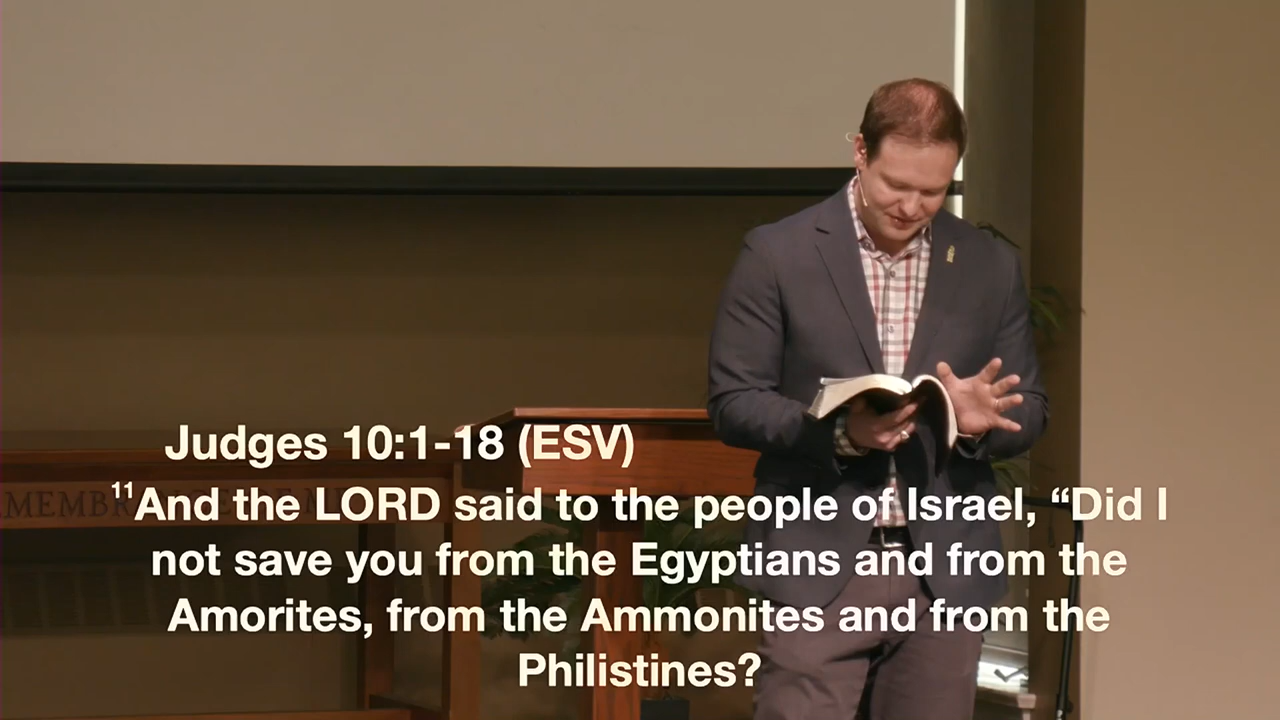 Judges 10:1-18 (ESV)
11And the LORD said to the people of Israel, “Did I
not save you from the Egyptians and from the
Amorites, from the Ammonites and from the
Philistines?